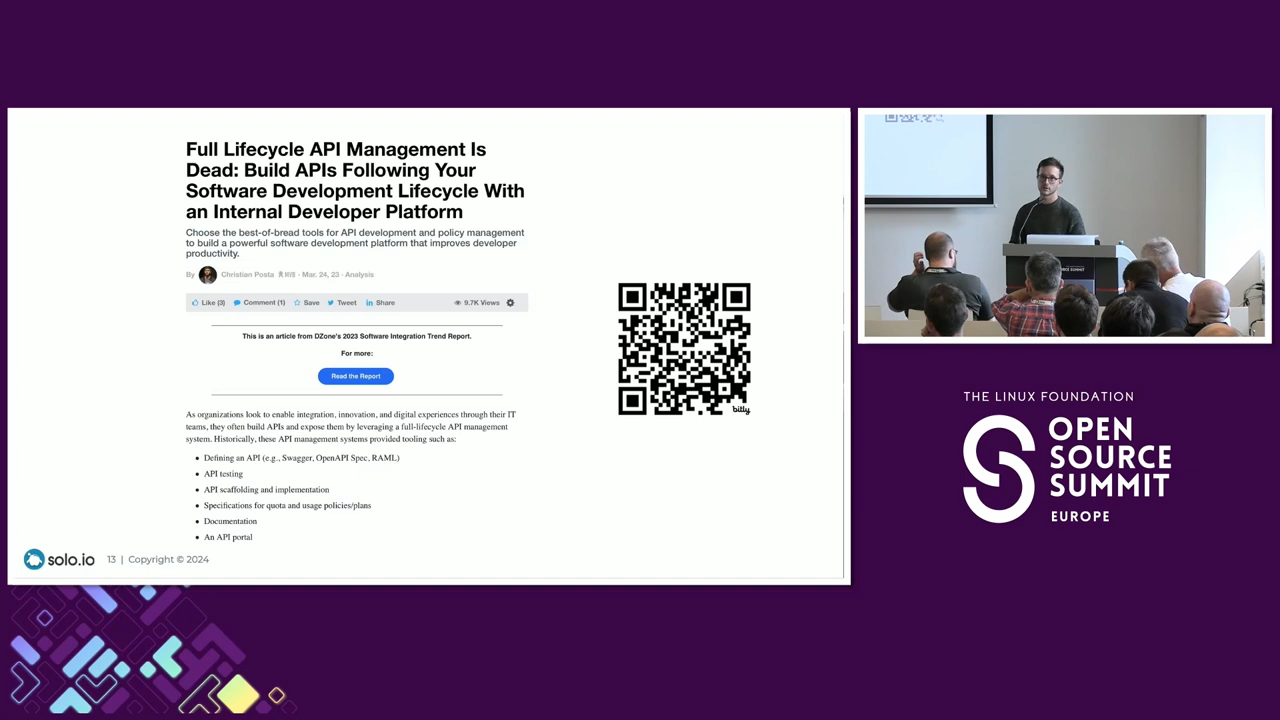 Full Lifecycle API Management Is
Dead: Build APIs Following Your
Software Development Lifecycle With
an Internal Developer Platform
Choose the best-of-bread tools for API development and policy management
to build a powerful software development platform that improves developer
productivity.
By Christian Posta · Mar. 24, 23 · Analysis
Like (3) Comment (1) Save Tweet Share 9.7K Views
This is an article from DZone's 2023 Software Integration Trend Report.
For more:
Read the Report
As organizations look to enable integration, innovation, and digital experiences through their IT
teams, they often build APIs and expose them by leveraging a full-lifecycle API management
system. Historically, these API management systems provided tooling such as:
• Defining an API (e.g., Swagger, OpenAPI Spec, RAML)
• API testing
• API scaffolding and implementation
• Specifications for quota and usage policies/plans
• Documentation
• An API portal
bitly
solo.io 13 | Copyright © 2024
THE LINUX FOUNDATION
OPEN
SOURCE
SUMMIT
EUROPE